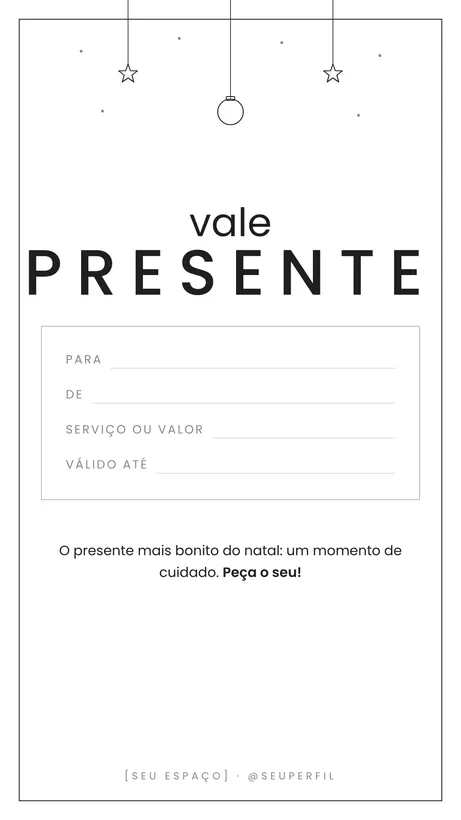 vale
PRESENTE
PARA
DE
SERVIÇO OU VALOR
VÁLIDO ATÉ
O presente mais bonito do natal: um momento de
cuidado. Peça o seu!
[SEU ESPAÇO] · @SEUPERFIL